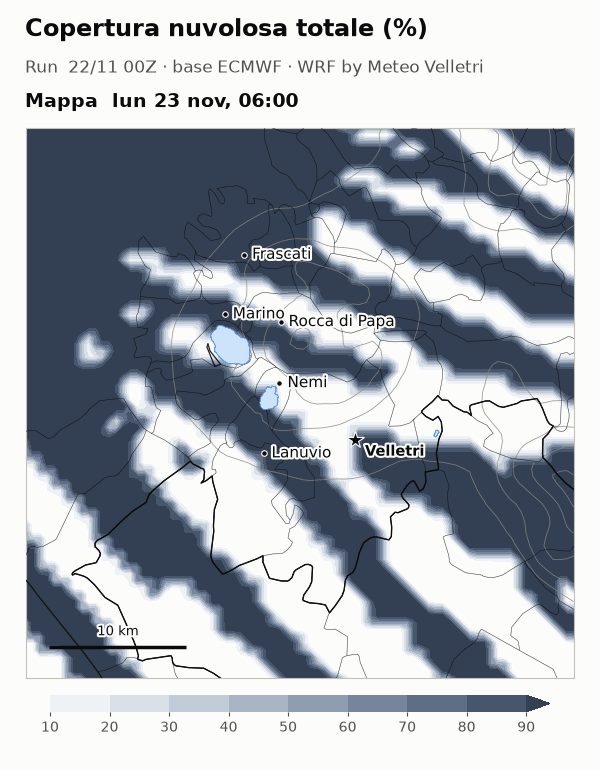 Copertura nuvolosa totale (%)
Run  22/11 00Z · base ECMWF · WRF by Meteo Velletri
Mappa  lun 23 nov, 06:00
Frascati
Marino
Rocca di Papa
Nemi
Velletri
Lanuvio
10 km
10 20 30 40 50 60 70 80 90